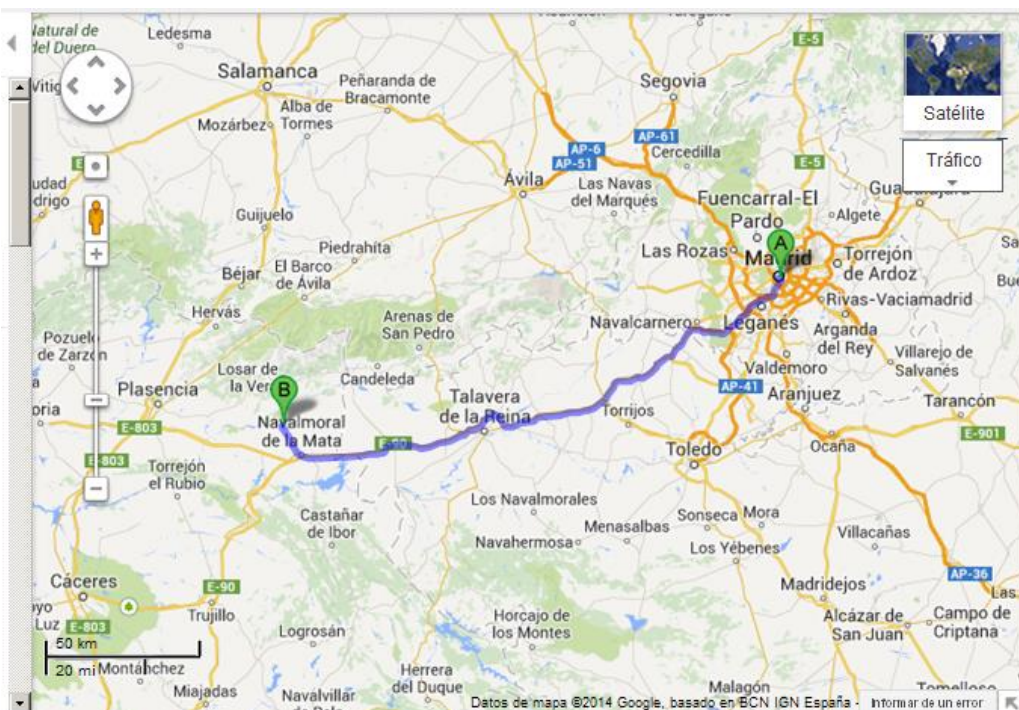 Natural de
del Duero
Ledesma
E-5
Salamanca
Peñaranda de
Bracamonte
Segovia
Satélite
Alba de
Tormes
Mozárbez
AP-61
AP-6
AP-51
Cercedilla
E-5
Tráfico
Ávila
Las Navas
del Marqués
Fuencarral-El
Pardo
Algete
Guijuelo
A
Madrid
Las Rozas
Torrejón
de Ardoz
Piedrahita
El Barco
de Ávila
Béjar
Hervás
Arenas de
San Pedro
Navalcarnero
Leganés
Rivas-Vaciamadrid
Arganda
del Rey
Pozuelo
de Zarzón
Losar de
la Vera
Candeleda
Valdemoro
Villarejo de
Salvanés
Plasencia
B
Talavera
de la Reina
AP-41
Aranjuez
Tarancón
Navalmoral
de la Mata
E-803
E-90
Torrijos
E-901
Toledo
Ocaña
E-803
Torrejón
el Rubio
Los Navalmorales
Castañar
de Ibor
Menasalbas
Sonseca
Mora
Navahermosa
Los Yébenes
Villacañas
AP-36
Cáceres
E-90
Madridejos
Trujillo
Horcajo de
los Montes
Alcázar de
San Juan
Campo de
Criptana
E-803
Logrosán
50 km
20 mi
Montánchez
Herrera
del Duque
Miajadas
Navalvillar
de Pela
Malagón
Tomelloso
Datos de mapa ©2014 Google, basado en BCN IGN España -
Informar de un error